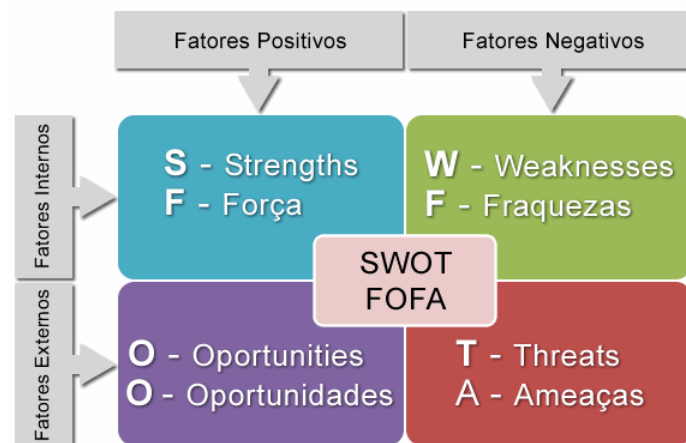 Fatores Positivos
Fatores Negativos
Fatores Internos
S - Strengths
F - Força
W - Weaknesses
F - Fraquezas
SWOT
FOFA
Fatores Externos
O - Oportunities
O - Oportunidades
T - Threats
A - Ameaças